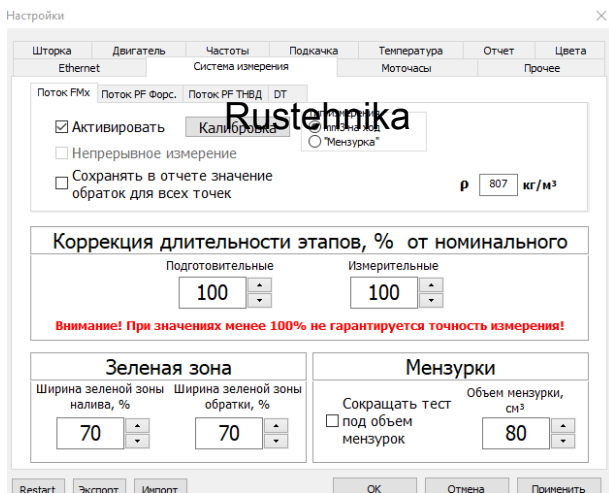 Настройки
Шторка Двигатель Частоты Подкачка Температура Отчет Цвета
Ethernet Система измерения Моточасы Прочее
Поток FMx Поток PF Форс. Поток PF ТНВД DT
Rustehnika
Активировать Калибровка
mm3 на ход
"Мензурка"
Непрерывное измерение
Сохранять в отчете значение
обраток для всех точек
ρ 807 кг/м³
Коррекция длительности этапов, % от номинального
Подготовительные Измерительные
100 100
Внимание! При значениях менее 100% не гарантируется точность измерения!
Зеленая зона Мензурки
Ширина зеленой зоны налива, % Ширина зеленой зоны обратки, %
70 70
Сокращать тест
под объем
мензурок
Объем мензурки,
см³
80
Restart Экспорт Импорт OK Отмена Применить